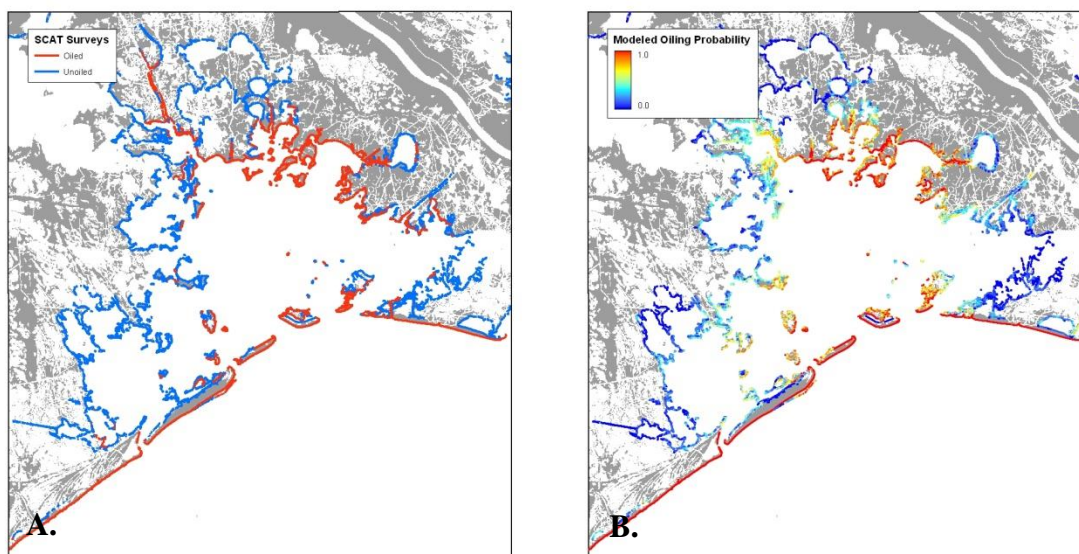 SCAT Surveys
Oiled
Unoiled
A.
Modeled Oiling Probability
1.0
0.0
B.